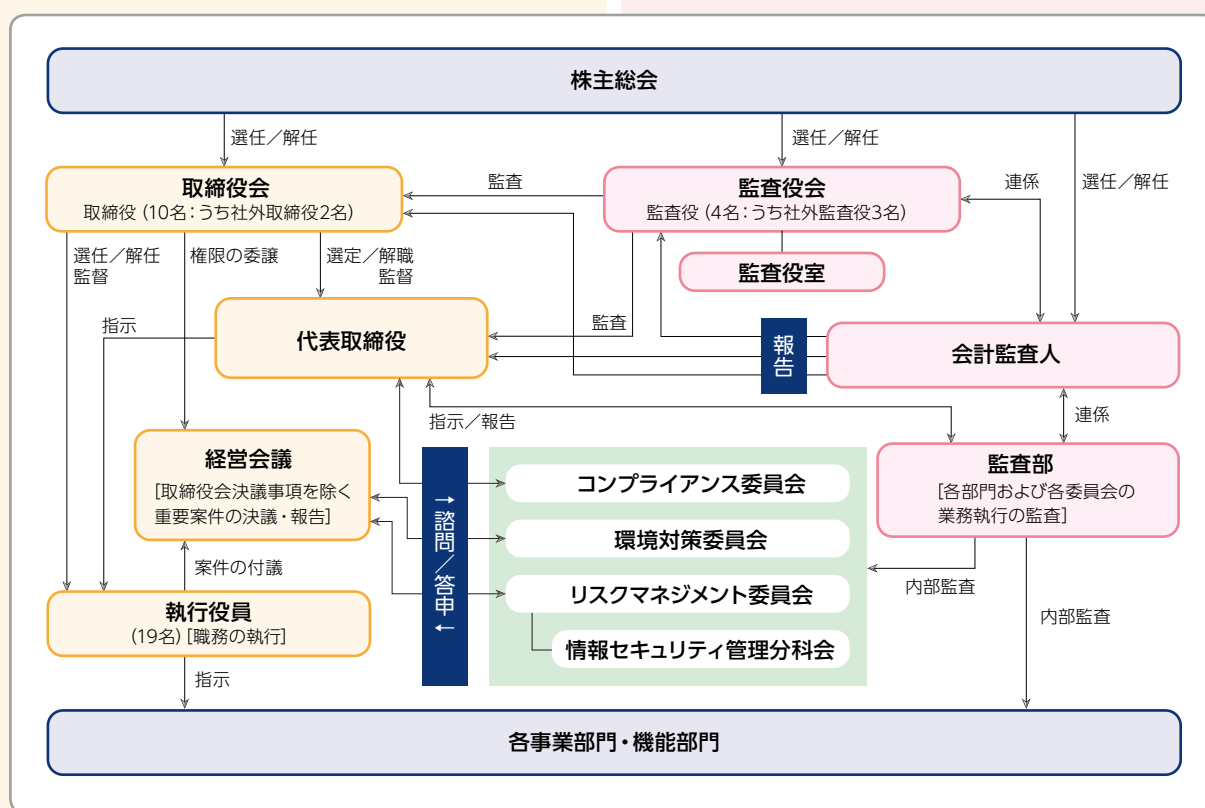 株主総会
選任／解任
選任／解任
選任／解任
取締役会
取締役 (10名：うち社外取締役2名)
監査
監査役会
監査役 (4名：うち社外監査役3名)
連係
選任／解任
監督
権限の委譲
選定／解職
監督
監査役室
指示
代表取締役
監査
報告
会計監査人
指示／報告
連係
経営会議
[取締役会決議事項を除く
重要案件の決議・報告]
→諮問／答申←
コンプライアンス委員会
環境対策委員会
リスクマネジメント委員会
情報セキュリティ管理分科会
監査部
[各部門および各委員会の
業務執行の監査]
案件の付議
内部監査
内部監査
執行役員
(19名) [職務の執行]
指示
各事業部門・機能部門